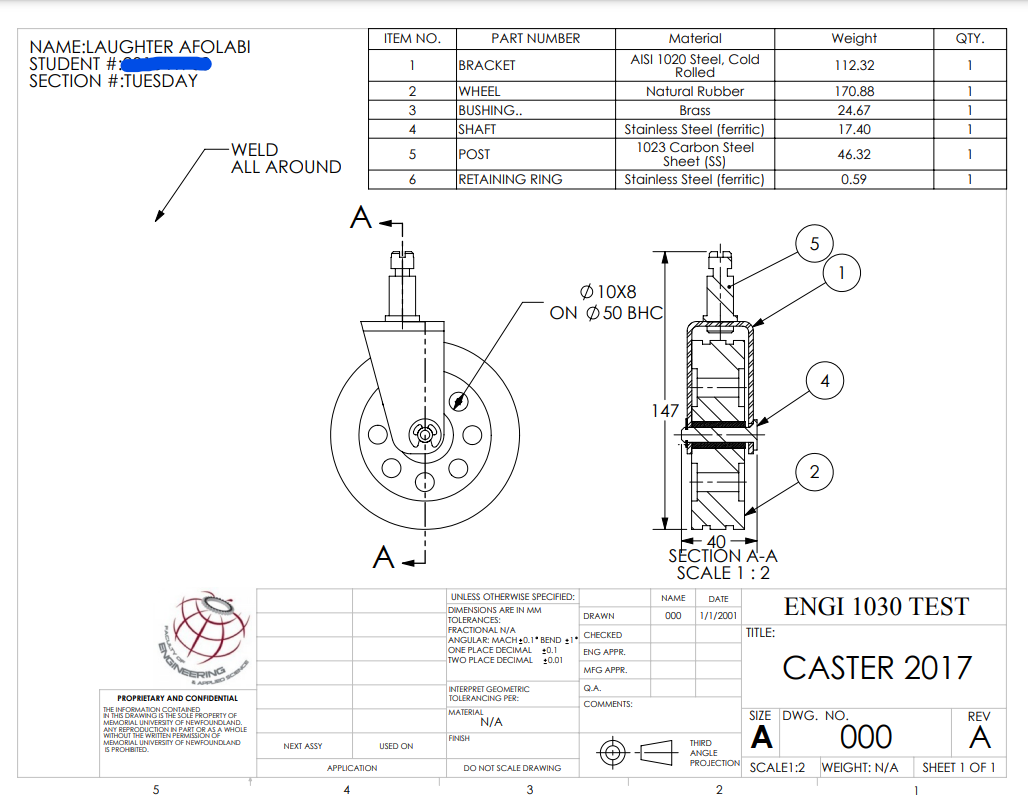 NAME:LAUGHTER AFOLABI
STUDENT #:
SECTION #:TUESDAY
ITEM NO. PART NUMBER Material Weight QTY.
1 BRACKET AISI 1020 Steel, Cold Rolled 112.32 1
2 WHEEL Natural Rubber 170.88 1
3 BUSHING.. Brass 24.67 1
4 SHAFT Stainless Steel (ferritic) 17.40 1
5 POST 1023 Carbon Steel Sheet (SS) 46.32 1
6 RETAINING RING Stainless Steel (ferritic) 0.59 1
WELD
ALL AROUND
A
A
Ø10X8
ON Ø50 BHC
5
1
4
2
147
40
SECTION A-A
SCALE 1 : 2
FACULTY OF
ENGINEERING
& APPLIED SCIENCE
PROPRIETARY AND CONFIDENTIAL
THE INFORMATION CONTAINED
IN THIS DRAWING IS THE SOLE PROPERTY OF
MEMORIAL UNIVERSITY OF NEWFOUNDLAND.
ANY REPRODUCTION IN PART OR AS A WHOLE
WITHOUT THE WRITTEN PERMISSION OF
MEMORIAL UNIVERSITY OF NEWFOUNDLAND
IS PROHIBITED.
NEXT ASSY USED ON
APPLICATION
UNLESS OTHERWISE SPECIFIED:
DIMENSIONS ARE IN MM
TOLERANCES:
FRACTIONAL N/A
ANGULAR: MACH±0.1° BEND ±1°
ONE PLACE DECIMAL ±0.1
TWO PLACE DECIMAL ±0.01
INTERPRET GEOMETRIC
TOLERANCING PER:
MATERIAL
N/A
FINISH
DO NOT SCALE DRAWING
NAME DATE
DRAWN 000 1/1/2001
CHECKED
ENG APPR.
MFG APPR.
Q.A.
COMMENTS:
THIRD
ANGLE
PROJECTION
ENGI 1030 TEST
TITLE:
CASTER 2017
SIZE DWG. NO. REV
A 000 A
SCALE1:2 WEIGHT: N/A SHEET 1 OF 1
5 4 3 2 1